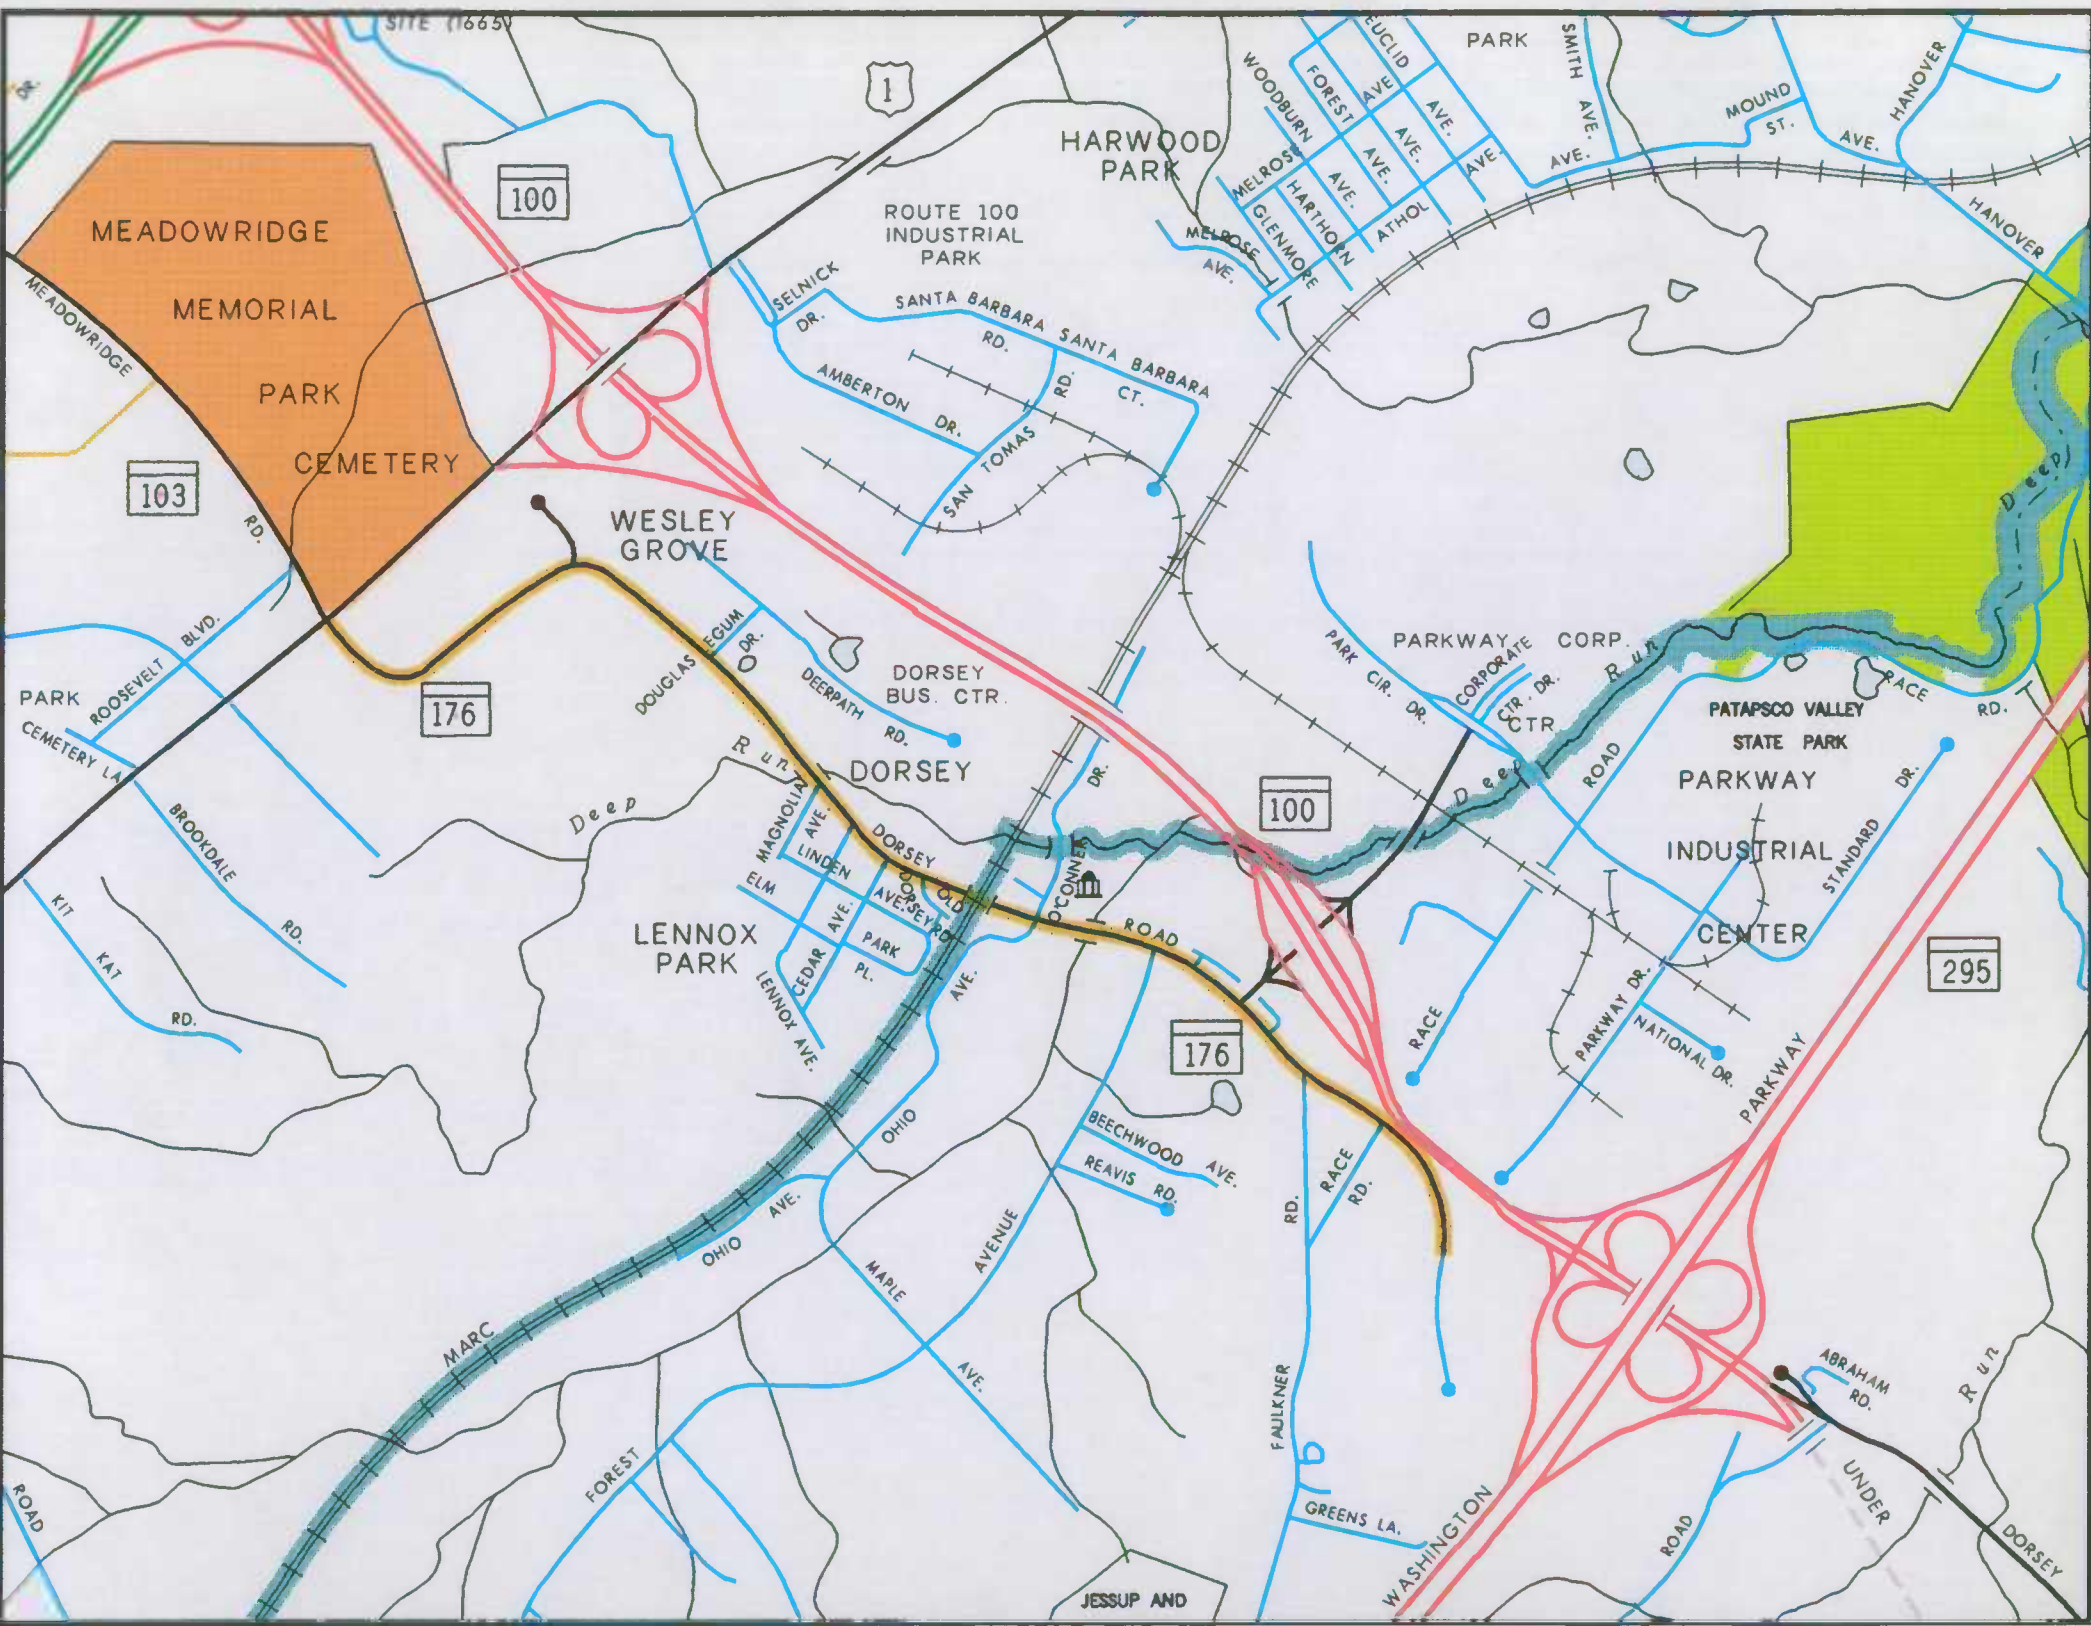 SITE (1665)
DR.
1
100
HARWOOD
PARK
PARK
SMITH
AVE.
EUCLID
AVE.
FOREST
AVE.
WOODBURN
AVE.
AVE
AVE.
MELROSE
HARTHORN
GLENMORE
ATHOL
AVE.
MELROSE
AVE.
AVE.
MOUND
ST.
AVE.
HANOVER
HANOVER
MEADOWRIDGE
MEMORIAL
PARK
CEMETERY
MEADOWRIDGE
RD.
103
ROUTE 100
INDUSTRIAL
PARK
SELNICK
DR.
SANTA BARBARA
RD.
SANTA BARBARA
CT.
AMBERTON
DR.
SAN TOMAS
RD.
WESLEY
GROVE
176
ROOSEVELT
BLVD.
PARK
CEMETERY LA.
BROOKDALE
RD.
KIT
KAT
RD.
DOUGLAS
LEGUM
DR.
DEERPATH
RD.
DORSEY
BUS. CTR.
DORSEY
Deep
Run
MAGNOLIA
AVE.
LINDEN
AVE.
ELM
CEDAR
AVE.
LENNOX AVE.
PARK
PL.
LENNOX
PARK
DORSEY
ROAD
OLD
DORSEY
RD.
O'CONNER
DR.
AVE.
OHIO
OHIO
AVE.
MARC
100
PARKWAY CORP.
CTR
PARK CIR.
DR.
CORPORATE
CTR. DR.
Deep
Run
Deep
RACE
RD.
PATAPSCO VALLEY
STATE PARK
PARKWAY
INDUSTRIAL
CENTER
ROAD
RACE
STANDARD
DR.
PARKWAY DR.
NATIONAL DR.
295
176
BEECHWOOD AVE.
REAVIS RD.
AVENUE
FOREST
MAPLE
AVE.
RACE
RD.
FAULKNER
RD.
GREENS LA.
WASHINGTON
PARKWAY
ABRAHAM
RD.
UNDER
ROAD
DORSEY
Run
ROAD
JESSUP AND